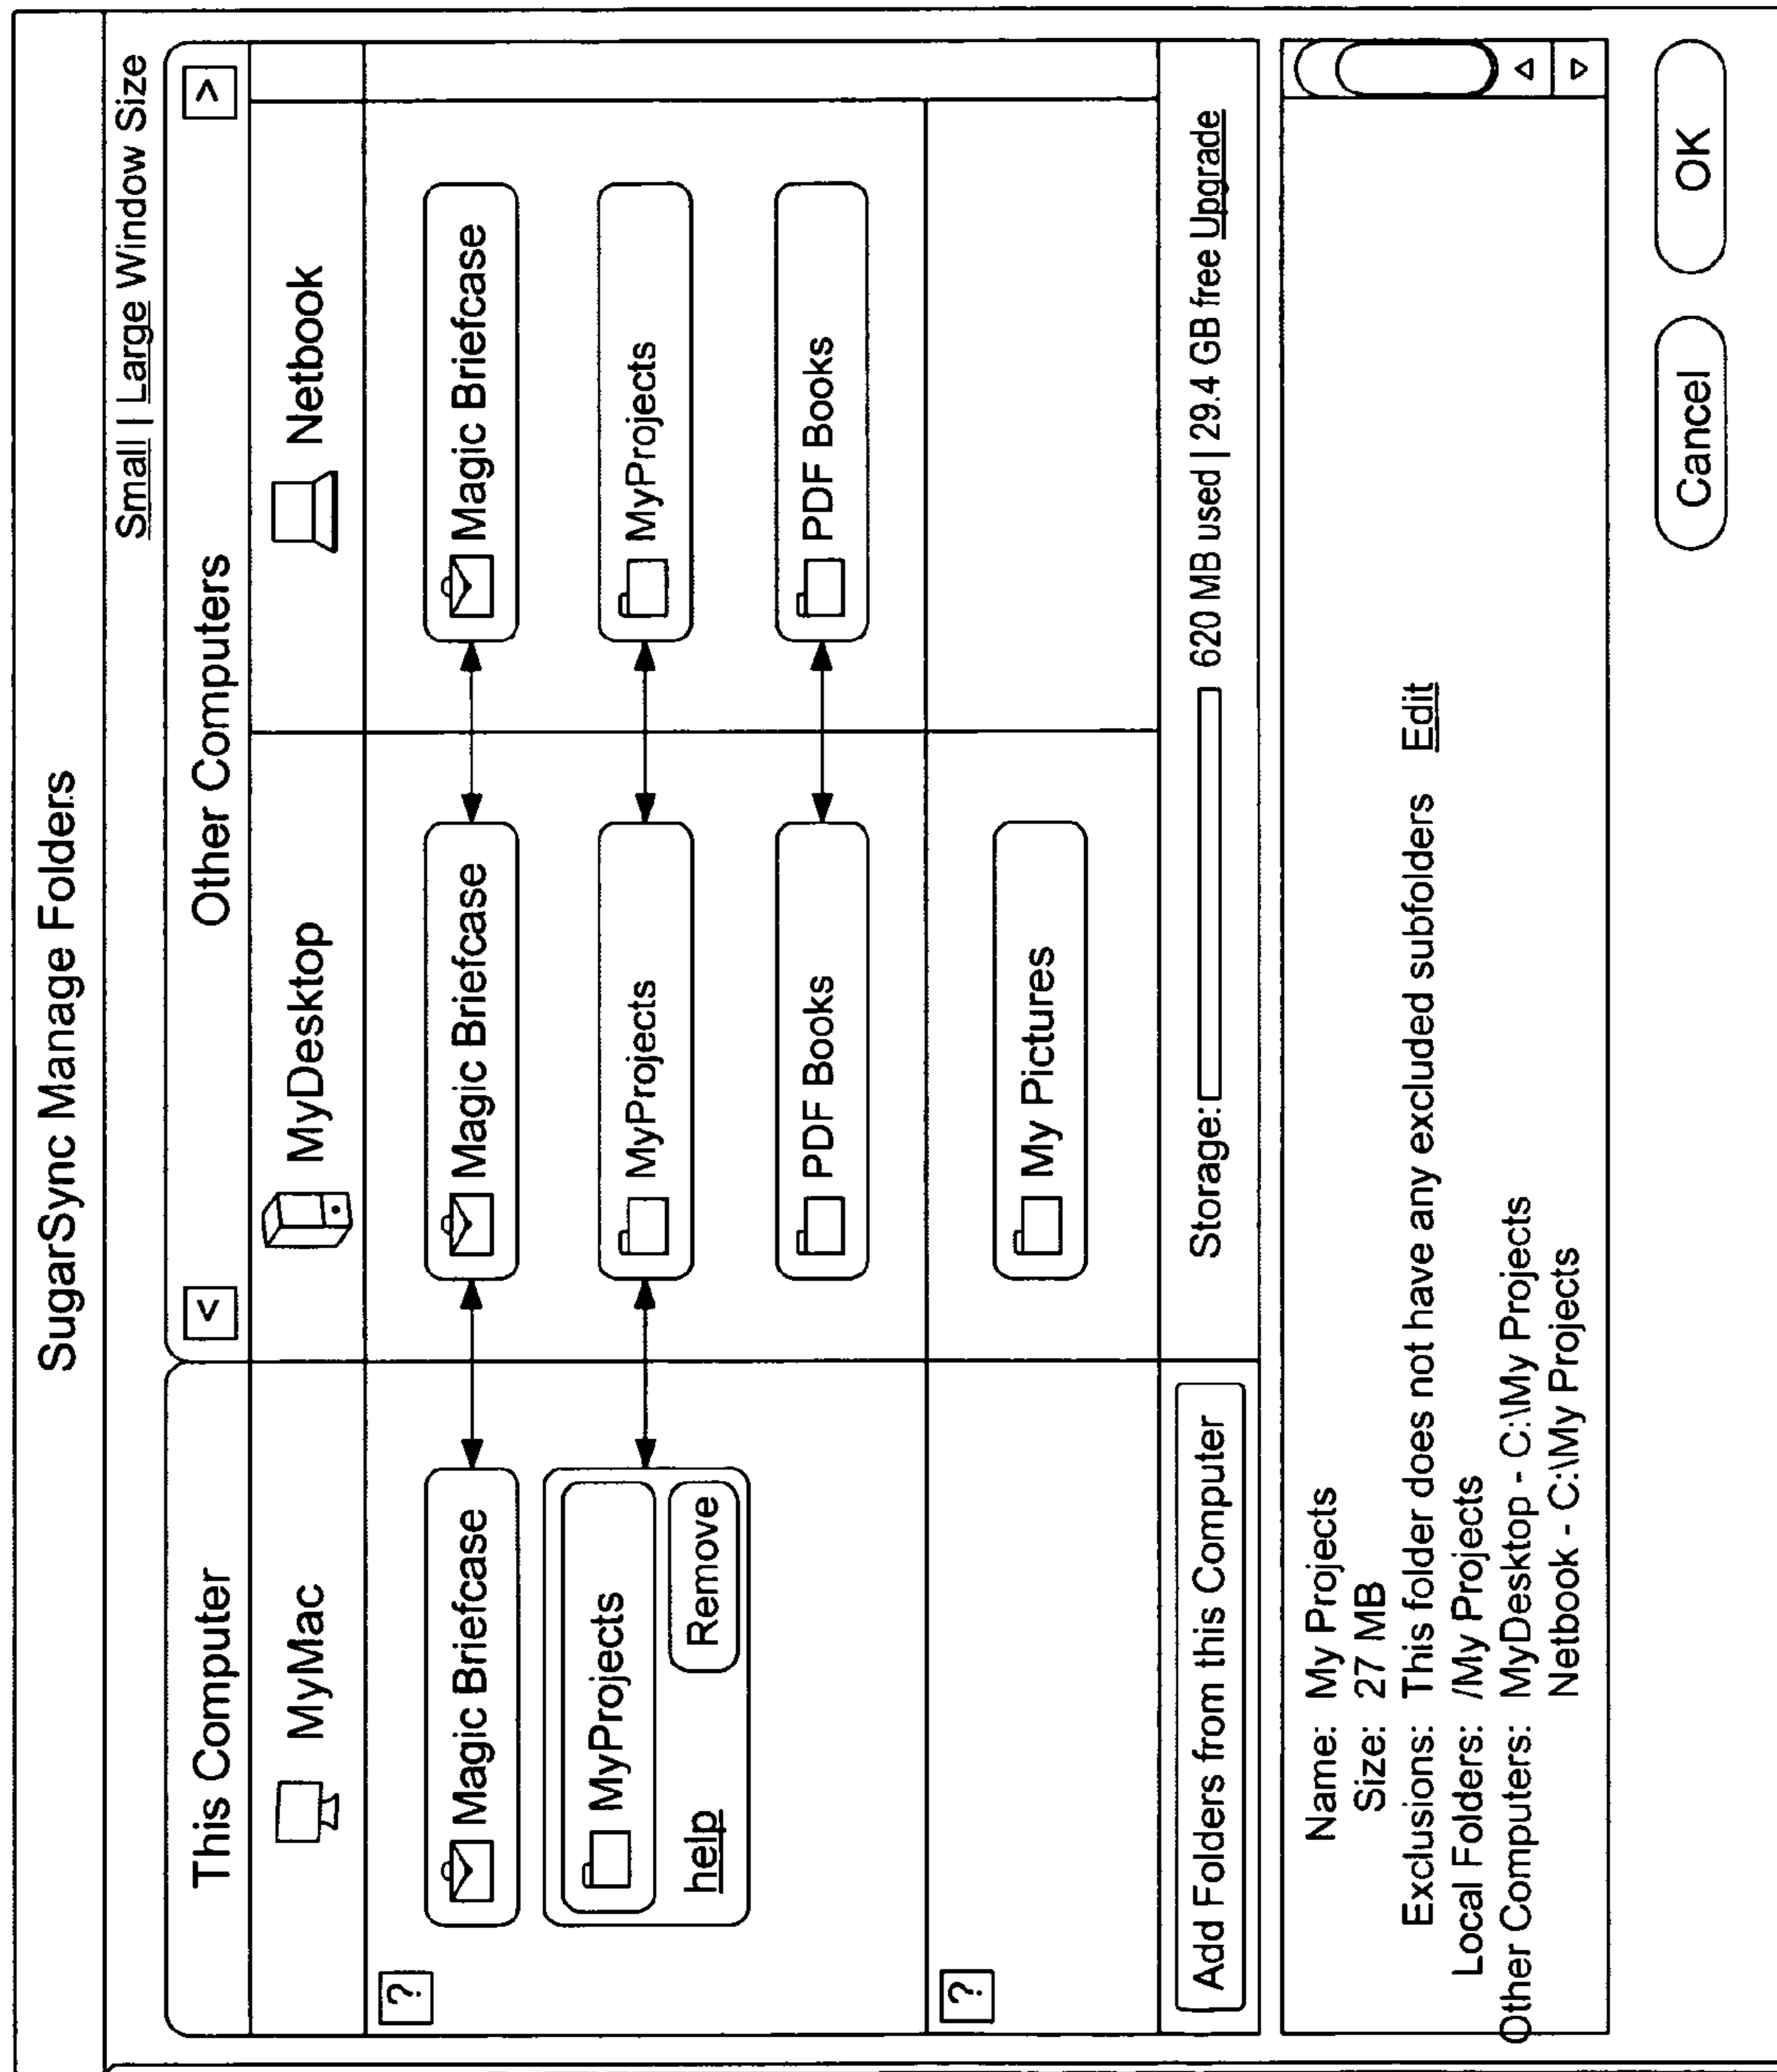 SugarSync Manage Folders
Small | Large Window Size
This Computer
<
Other Computers
>
MyMac
MyDesktop
Netbook
?
Magic Briefcase
Magic Briefcase
Magic Briefcase
MyProjects
MyProjects
MyProjects
help
Remove
PDF Books
PDF Books
?
My Pictures
Add Folders from this Computer
Storage: 620 MB used | 29.4 GB free Upgrade
Name: My Projects
Size: 27 MB
Exclusions: This folder does not have any excluded subfolders Edit
Local Folders: /My Projects
Other Computers: MyDesktop - C:\My Projects
Netbook - C:\My Projects
Cancel
OK